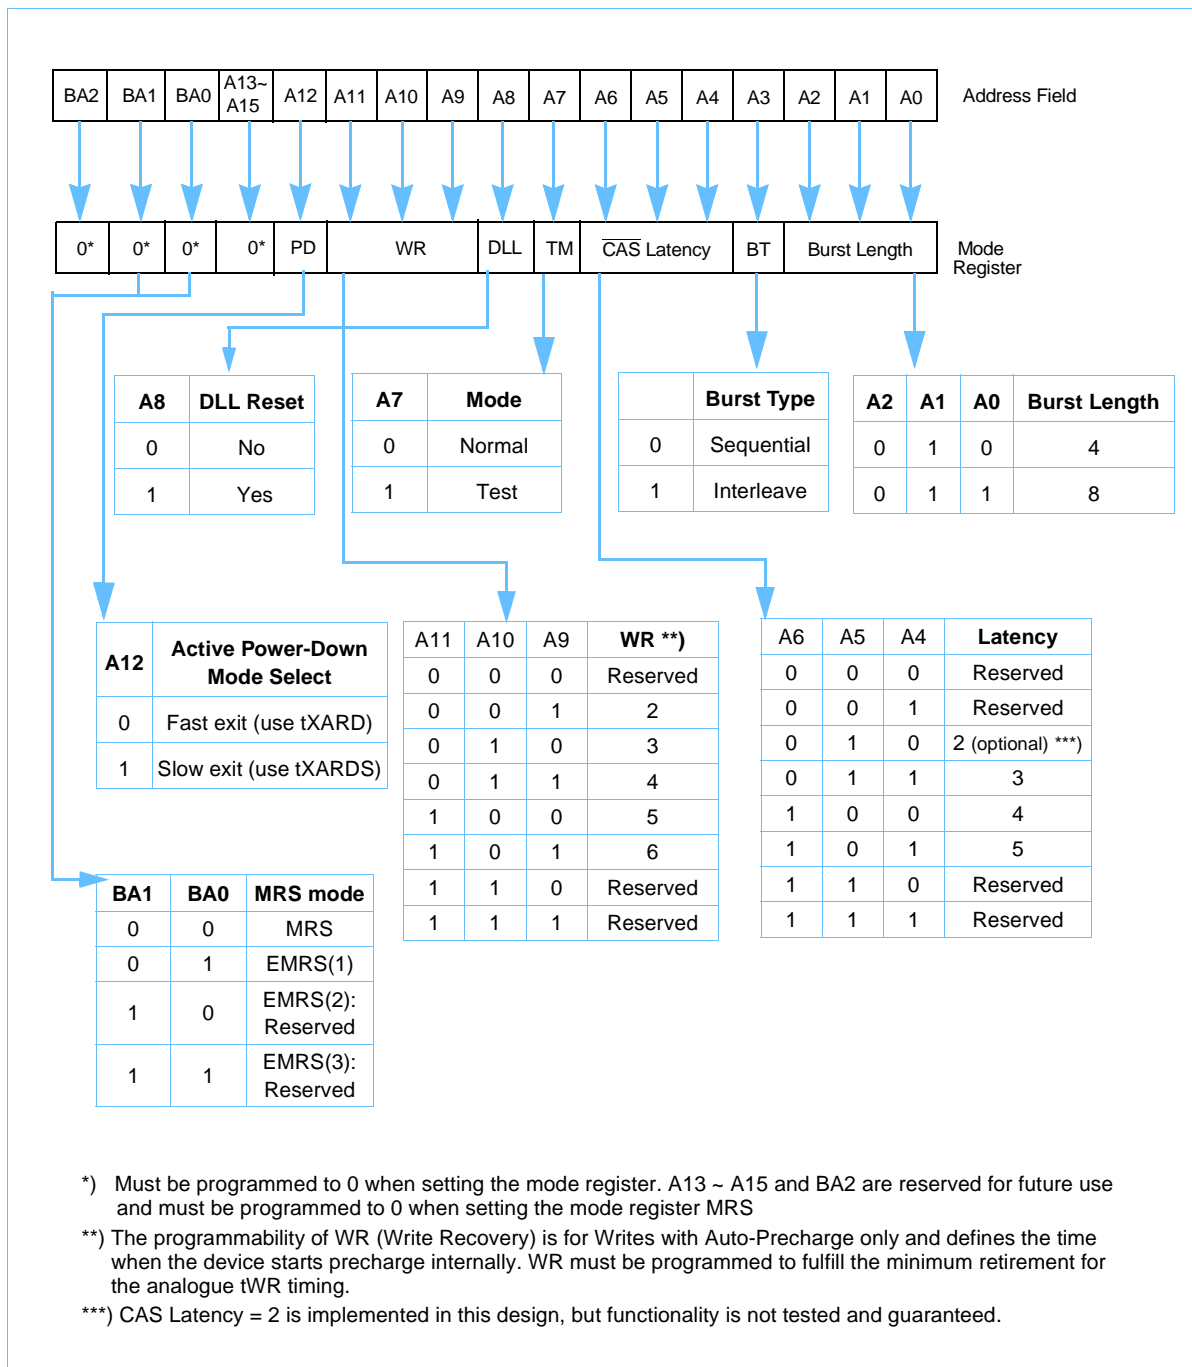 BA2 BA1 BA0 A13~ A15 A12 A11 A10 A9 A8 A7 A6 A5 A4 A3 A2 A1 A0 Address Field
0* 0* 0* 0* PD WR DLL TM CAS Latency BT Burst Length Mode Register
A8 DLL Reset
0 No
1 Yes
A7 Mode
0 Normal
1 Test
Burst Type
0 Sequential
1 Interleave
A2 A1 A0 Burst Length
0 1 0 4
0 1 1 8
A12 Active Power-Down
Mode Select
0 Fast exit (use tXARD)
1 Slow exit (use tXARDS)
A11 A10 A9 WR **)
0 0 0 Reserved
0 0 1 2
0 1 0 3
0 1 1 4
1 0 0 5
1 0 1 6
1 1 0 Reserved
1 1 1 Reserved
A6 A5 A4 Latency
0 0 0 Reserved
0 0 1 Reserved
0 1 0 2 (optional) ***)
0 1 1 3
1 0 0 4
1 0 1 5
1 1 0 Reserved
1 1 1 Reserved
BA1 BA0 MRS mode
0 0 MRS
0 1 EMRS(1)
1 0 EMRS(2):
Reserved
1 1 EMRS(3):
Reserved
*) Must be programmed to 0 when setting the mode register. A13 ~ A15 and BA2 are reserved for future use
and must be programmed to 0 when setting the mode register MRS
**) The programmability of WR (Write Recovery) is for Writes with Auto-Precharge only and defines the time
when the device starts precharge internally. WR must be programmed to fulfill the minimum retirement for
the analogue tWR timing.
***) CAS Latency = 2 is implemented in this design, but functionality is not tested and guaranteed.